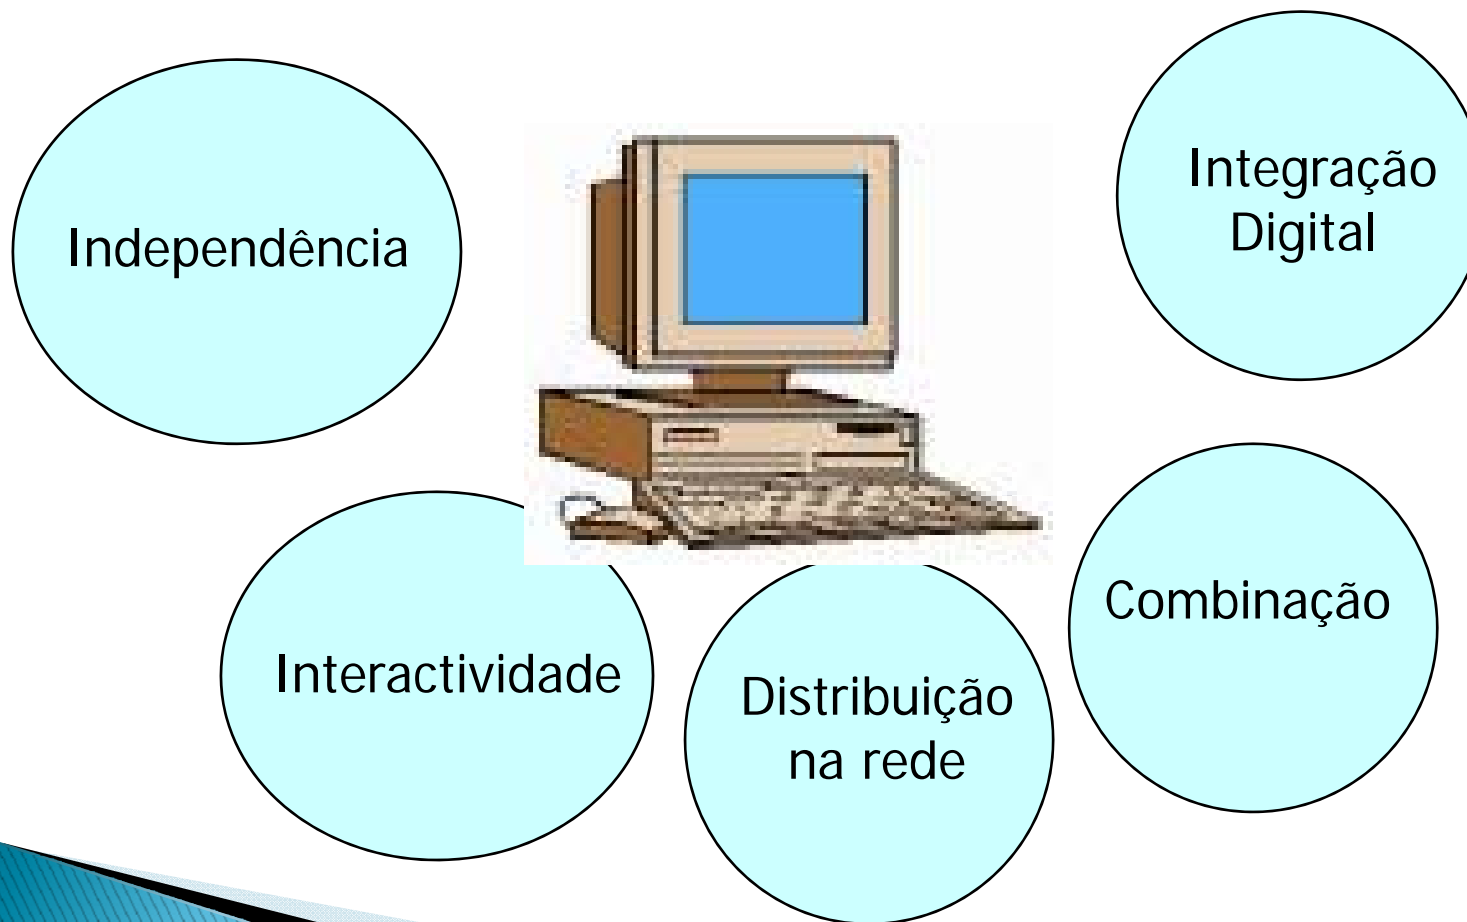 Independência
Integração
Digital
Interactividade
Distribuição
na rede
Combinação